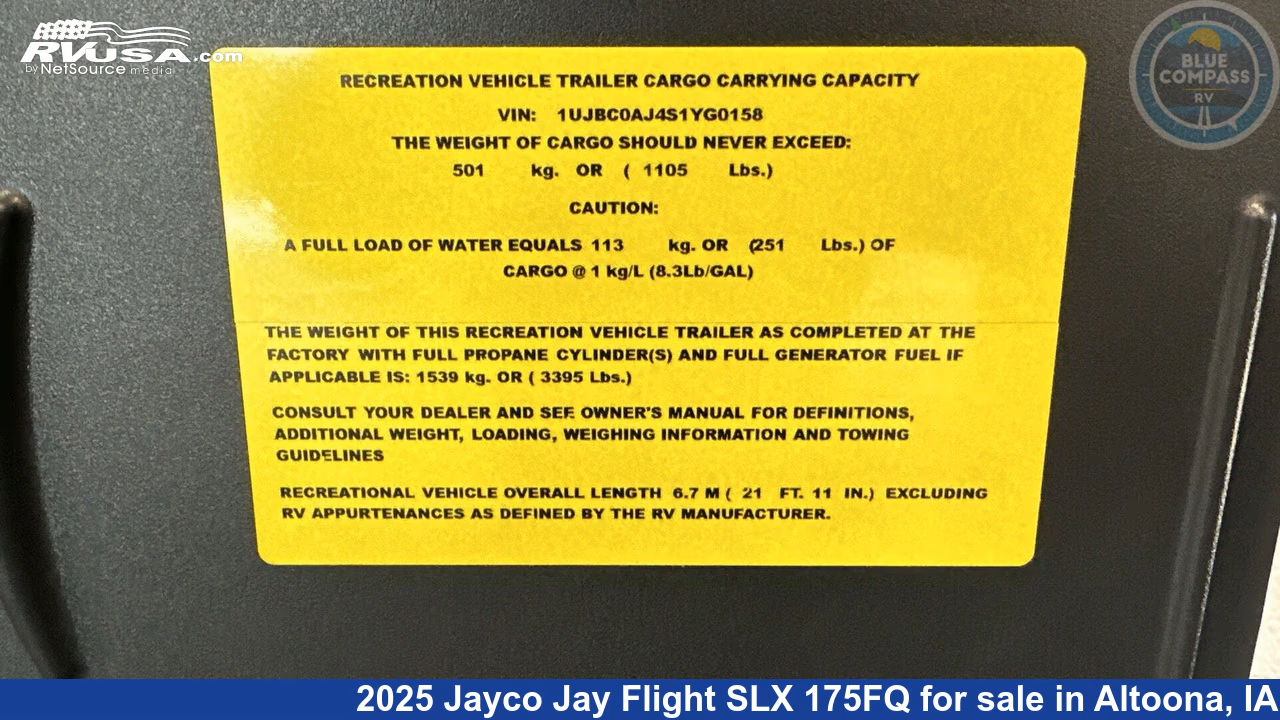 RVUSA.com
by NetSource media
BLUE
COMPASS
RV
RECREATION VEHICLE TRAILER CARGO CARRYING CAPACITY
VIN: 1UJBC0AJ4S1YG0158
THE WEIGHT OF CARGO SHOULD NEVER EXCEED:
501 kg. OR ( 1105 Lbs.)
CAUTION:
A FULL LOAD OF WATER EQUALS 113 kg. OR (251 Lbs.) OF
CARGO @ 1 kg/L (8.3Lb/GAL)
THE WEIGHT OF THIS RECREATION VEHICLE TRAILER AS COMPLETED AT THE
FACTORY WITH FULL PROPANE CYLINDER(S) AND FULL GENERATOR FUEL IF
APPLICABLE IS: 1539 kg. OR ( 3395 Lbs.)
CONSULT YOUR DEALER AND SEE OWNER'S MANUAL FOR DEFINITIONS,
ADDITIONAL WEIGHT, LOADING, WEIGHING INFORMATION AND TOWING
GUIDELINES
RECREATIONAL VEHICLE OVERALL LENGTH 6.7 M ( 21 FT. 11 IN.) EXCLUDING
RV APPURTENANCES AS DEFINED BY THE RV MANUFACTURER.
2025 Jayco Jay Flight SLX 175FQ for sale in Altoona, IA